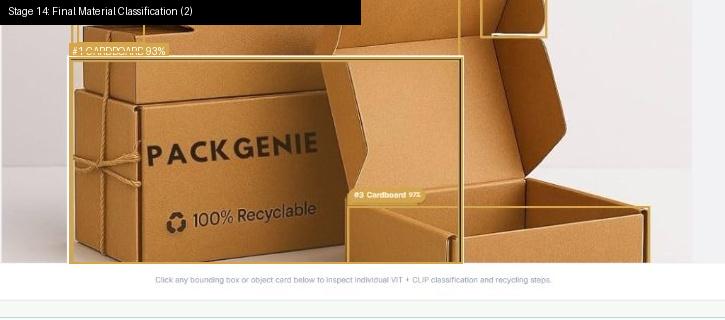 Stage 14: Final Material Classification (2)
#1 CARDBOARD 93%
PACKGENIE
100% Recyclable
#3 Cardboard 97%
Click any bounding box or object card below to inspect individual ViT + CLIP classification and recycling steps.